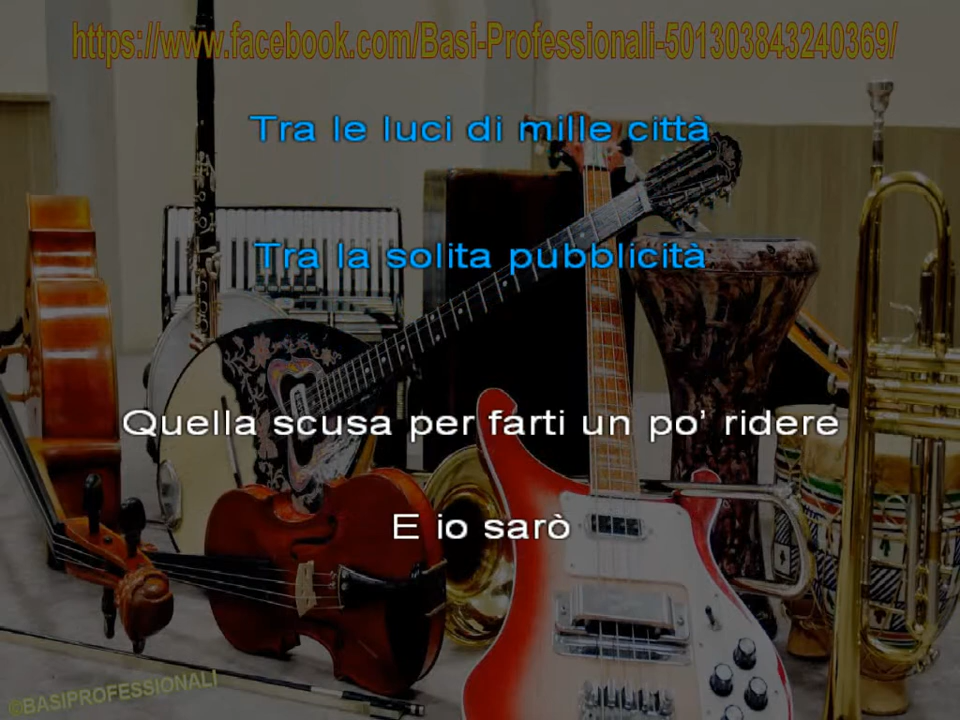 https://www.facebook.com/Basi-Professionali-501303843240369/
Tra le luci di mille città
Tra la solita pubblicità
Quella scusa per farti un po’ ridere
E io sarò
©BASIPROFESSIONALI